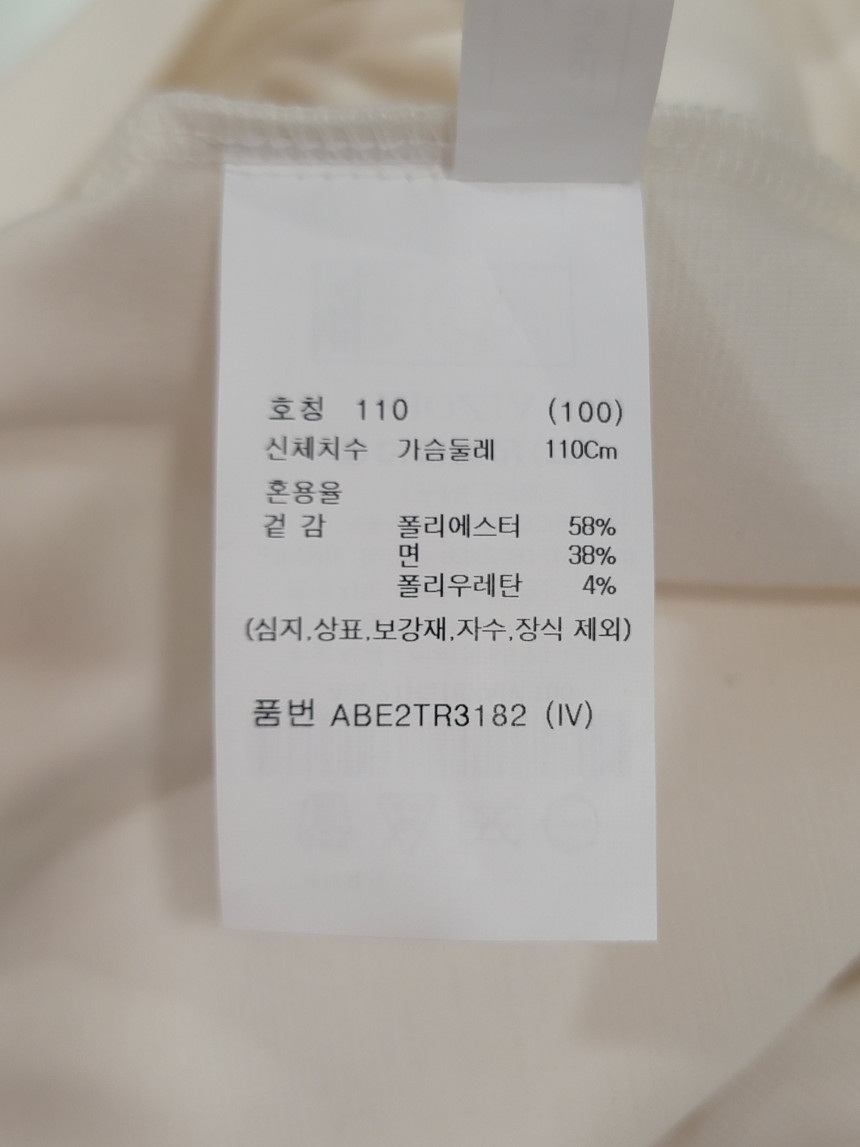 호칭 110 (100)
신체치수 가슴둘레 110Cm
혼용율
겉 감 폴리에스터 58%
면 38%
폴리우레탄 4%
(심지,상표,보강재,자수,장식 제외)
품번 ABE2TR3182 (IV)